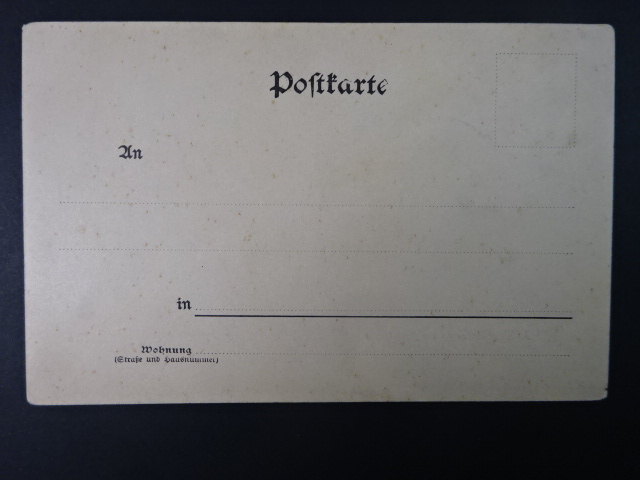 Poſtkarte
An
in
Wohnung
(Straße und Hausnummer)